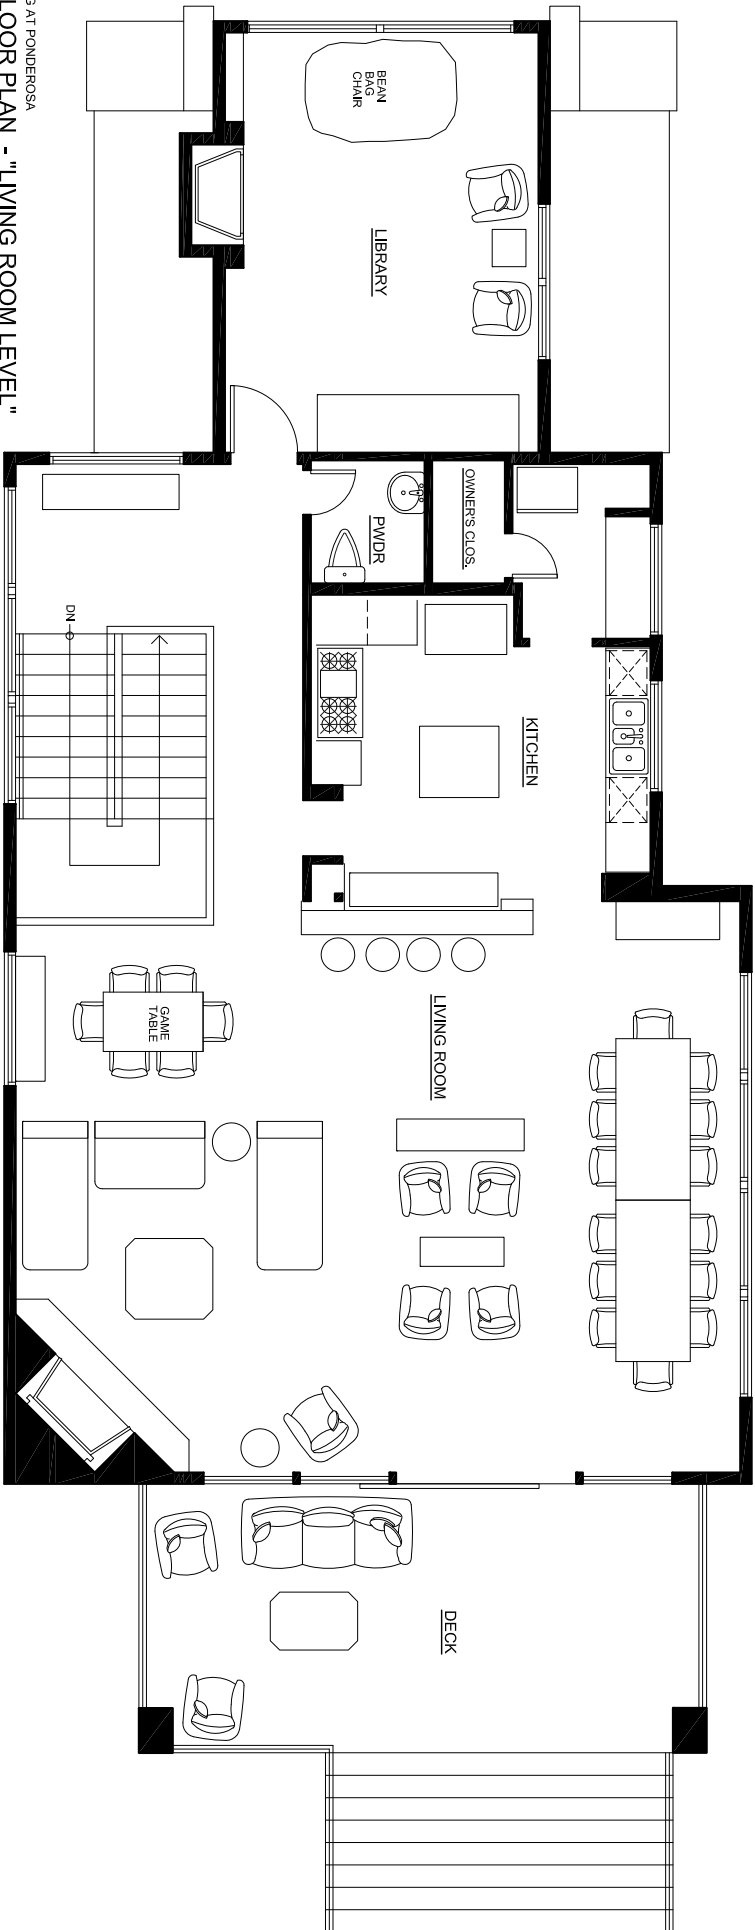 G AT PONDEROSA
LOOR PLAN - "LIVING ROOM LEVEL"
BEAN
BAG
CHAIR
LIBRARY
OWNER'S CLOS.
PWDR
DN
KITCHEN
LIVING ROOM
GAME
TABLE
DECK